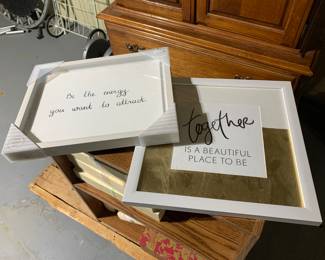 Be the energy
you want to attract.
together
IS A BEAUTIFUL
PLACE TO BE